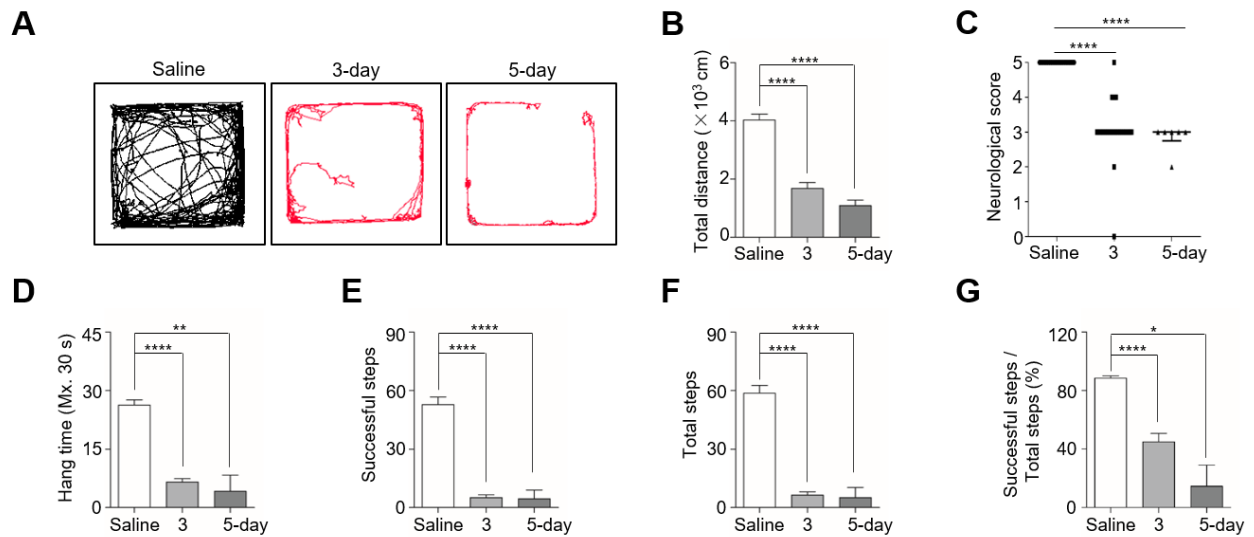 A
Saline
3-day
5-day
B
Total distance (×10³ cm)
6
4
2
0
****
****
Saline
3
5-day
C
Neurological score
5
4
3
2
1
0
****
****
Saline
3
5-day
D
Hang time (Mx. 30 s)
45
30
15
0
**
****
Saline
3
5-day
E
Successful steps
90
60
30
0
****
****
Saline
3
5-day
F
Total steps
90
60
30
0
****
****
Saline
3
5-day
G
Successful steps /
Total steps (%)
120
80
40
0
*
****
Saline
3
5-day